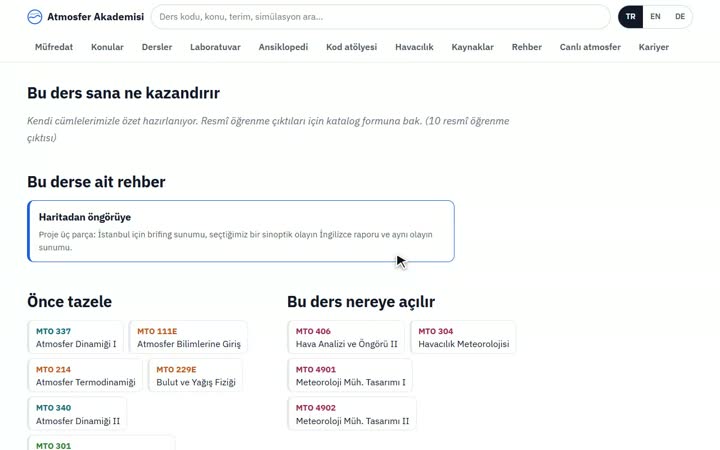 Atmosfer Akademisi
Ders kodu, konu, terim, simülasyon ara...
TR EN DE
Müfredat Konular Dersler Laboratuvar Ansiklopedi Kod atölyesi Havacılık Kaynaklar Rehber Canlı atmosfer Kariyer
Bu ders sana ne kazandırır
Kendi cümlelerimizle özet hazırlanıyor. Resmî öğrenme çıktıları için katalog formuna bak. (10 resmî öğrenme
çıktısı)
Bu derse ait rehber
Haritadan öngörüye
Proje üç parça: İstanbul için brifing sunumu, seçtiğimiz bir sinoptik olayın İngilizce raporu ve aynı olayın
sunumu.
Önce tazele
MTO 337
Atmosfer Dinamiği I
MTO 111E
Atmosfer Bilimlerine Giriş
MTO 214
Atmosfer Termodinamiği
MTO 229E
Bulut ve Yağış Fiziği
MTO 340
Atmosfer Dinamiği II
MTO 301
Bu ders nereye açılır
MTO 406
Hava Analizi ve Öngörü II
MTO 304
Havacılık Meteorolojisi
MTO 4901
Meteoroloji Müh. Tasarımı I
MTO 4902
Meteoroloji Müh. Tasarımı II